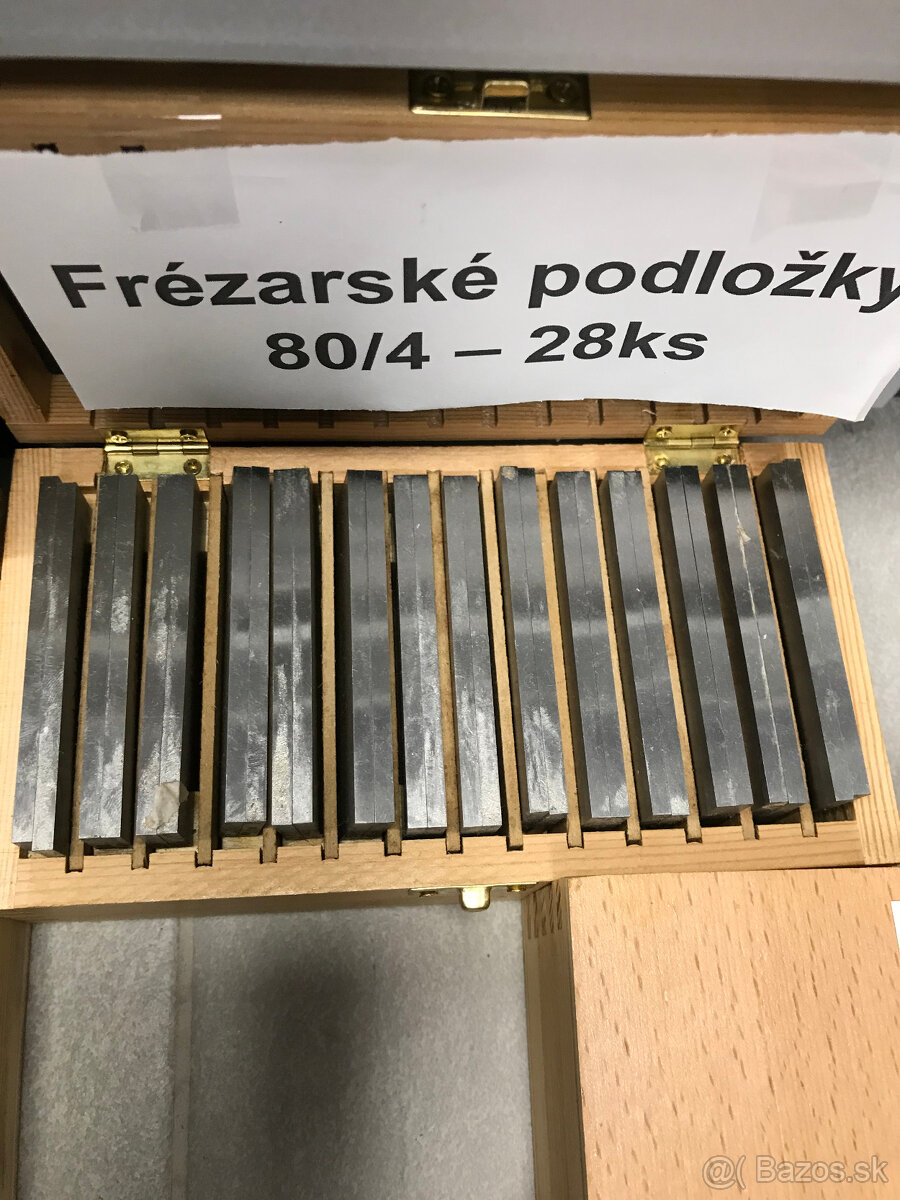 Frézarské podložky
80/4 – 28ks
@( Bazos.sk